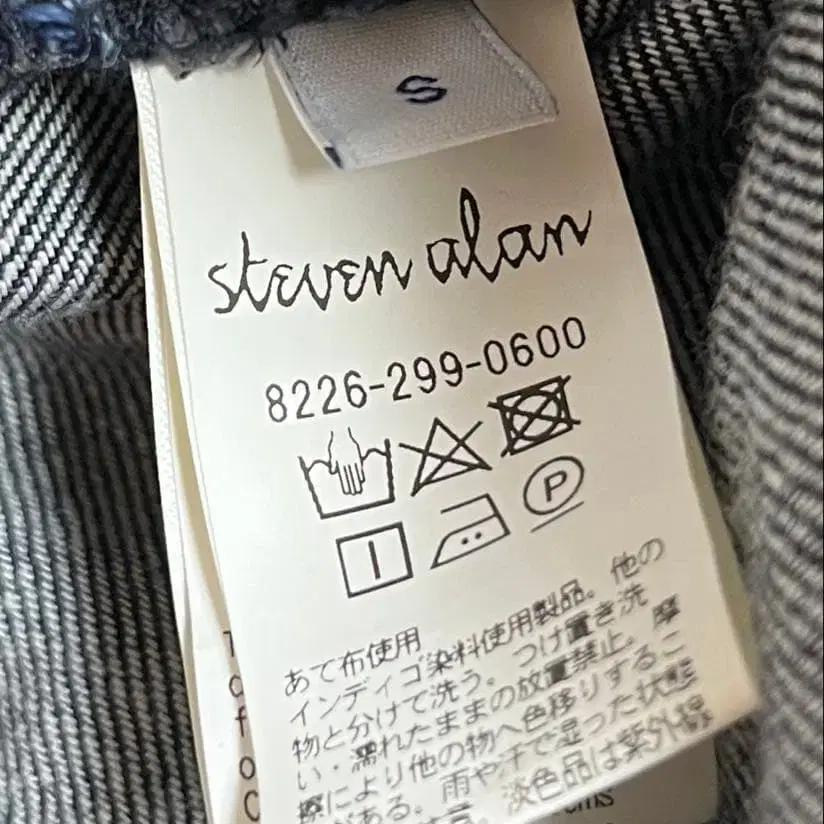 S
steven alan
8226-299-0600
P
あて布使用
インディゴ染料使用製品。他の
物と分けて洗う。つけ置き洗
い・濡れたままの放置禁止。摩
擦により他の物へ色移りするこ
がある。雨や汗で湿った状態
淡色品は紫外線